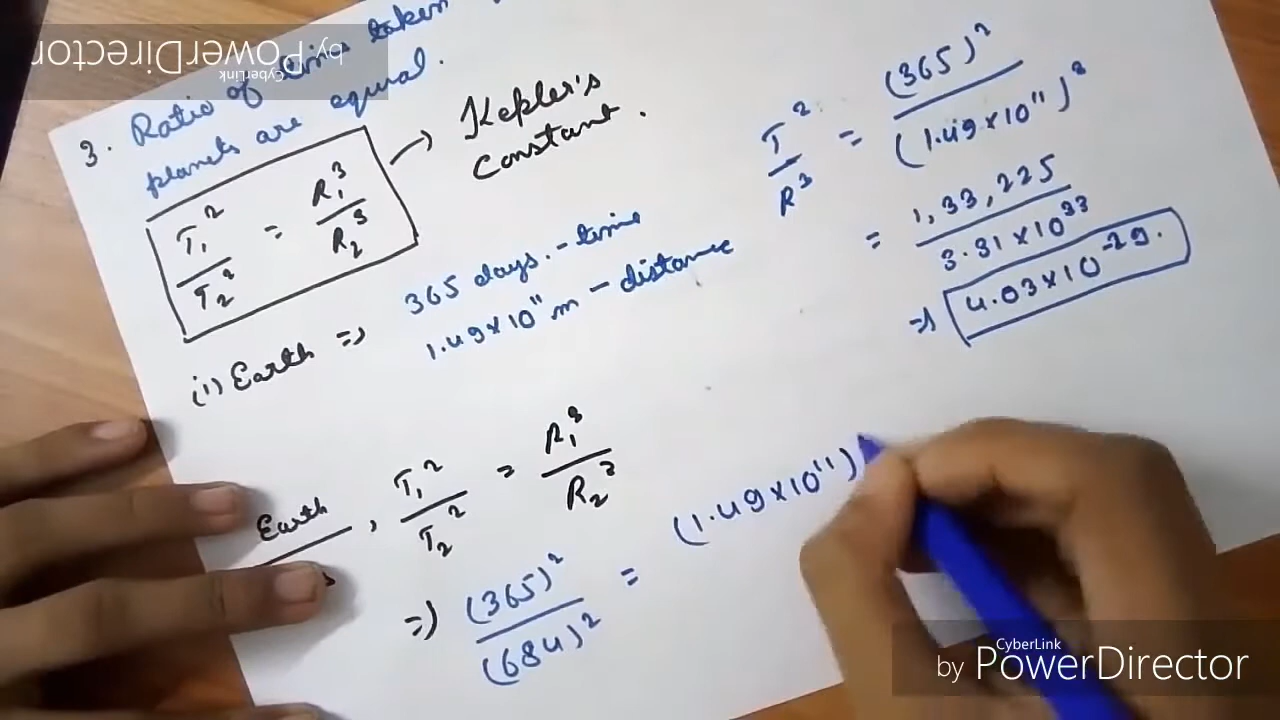 3. Ratio of taken
planets are equal.
T₁² / T₂² = R₁³ / R₂³
Kepler's
Constant.
(i) Earth ⇒ 365 days. - time
1.49×10¹¹ m - distance
T² / R³ = (365)² / (1.49×10¹¹)³
= 1,33,225 / 3.31×10³³
⇒ 4.03×10⁻²⁹.
Earth , T₁² / T₂² = R₁³ / R₂³
⇒ (365)² / (684)² = (1.49×10¹¹)
by PowerDirector
CyberLink
CyberLink
by PowerDirector